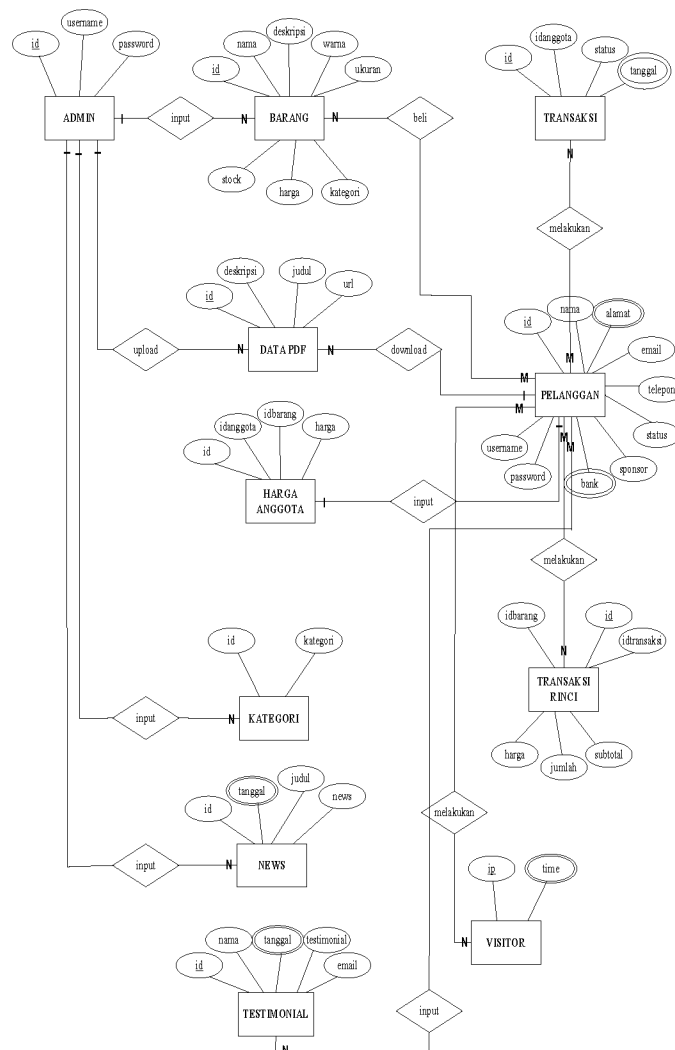 username
id
password
ADMIN
I
input
N
deskripsi
nama
warna
id
ukuran
BARANG
N
stock
harga
kategori
beli
idanggota
id
status
tanggal
TRANSAKSI
N
melakukan
M
deskripsi
judul
id
url
DATA PDF
upload
N
N
download
I
M
M
nama
id
alamat
email
PELANGGAN
telepon
status
username
sponsor
password
bank
I
M
M
idbarang
idanggota
harga
id
HARGA
ANGGOTA
I
input
melakukan
N
idbarang
id
idtransaksi
TRANSAKSI
RINCI
harga
jumlah
subtotal
id
kategori
input
N
KATEGORI
judul
tanggal
news
id
input
N
NEWS
melakukan
N
ip
time
VISITOR
nama
tanggal
testimonial
id
email
TESTIMONIAL
N
input